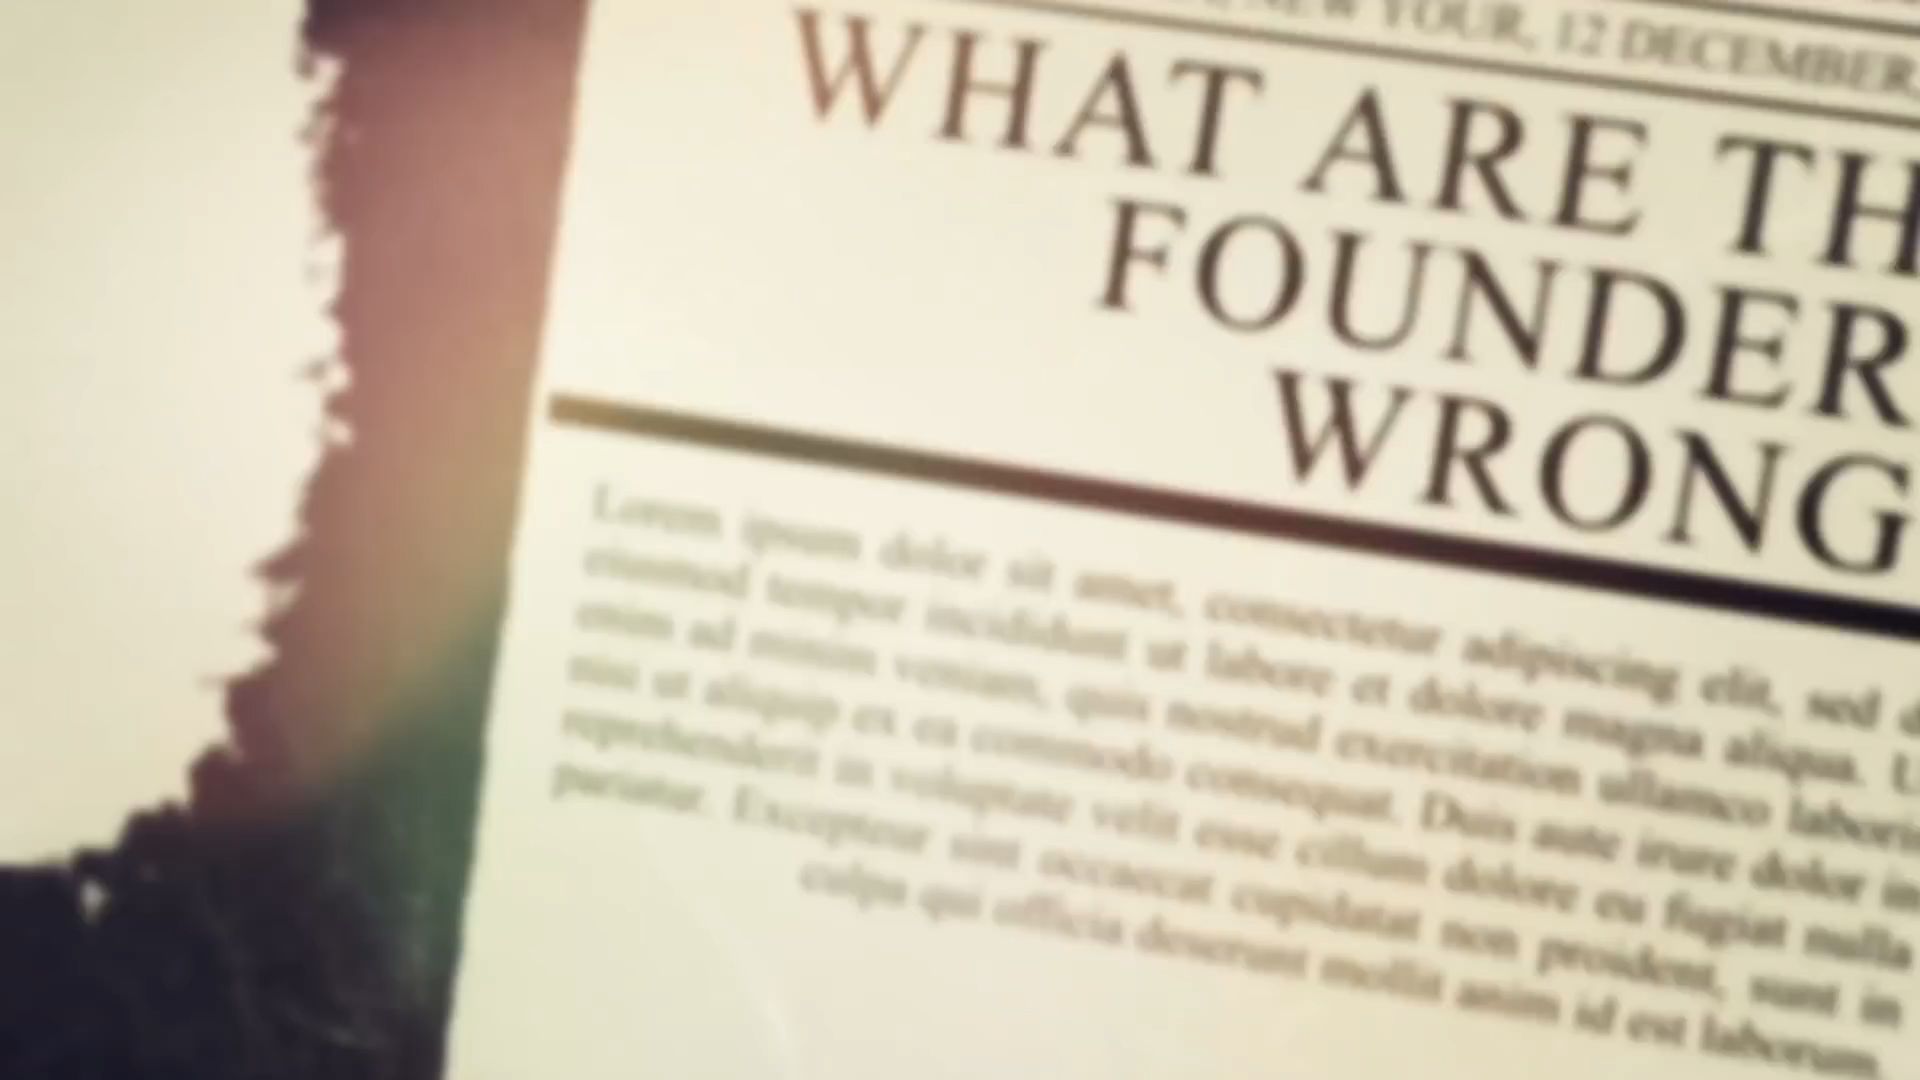 NEW YOUR, 12 DECEMBER,
WHAT ARE TH
FOUNDER
WRONG
Lorem ipsum dolor sit amet, consectetur adipiscing elit, sed d
eiusmod tempor incididunt ut labore et dolore magna aliqua. U
enim ad minim veniam, quis nostrud exercitation ullamco laboris
nisi ut aliquip ex ea commodo consequat. Duis aute irure dolor in
reprehenderit in voluptate velit esse cillum dolore eu fugiat nulla
pariatur. Excepteur sint occaecat cupidatat non proident, sunt in
culpa qui officia deserunt mollit anim id est laborum.